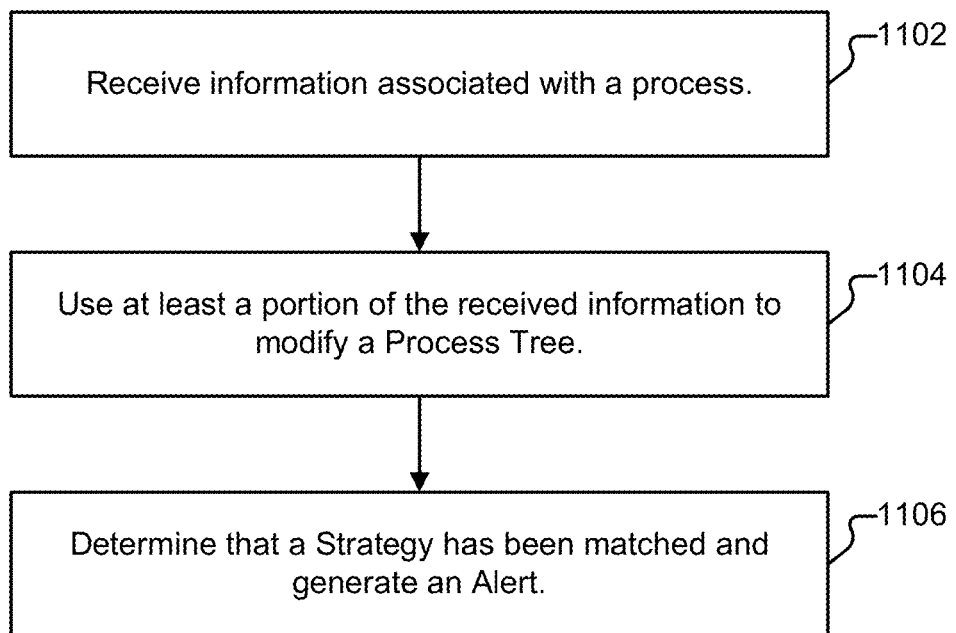 1102
Receive information associated with a process.
1104
Use at least a portion of the received information to
modify a Process Tree.
1106
Determine that a Strategy has been matched and
generate an Alert.